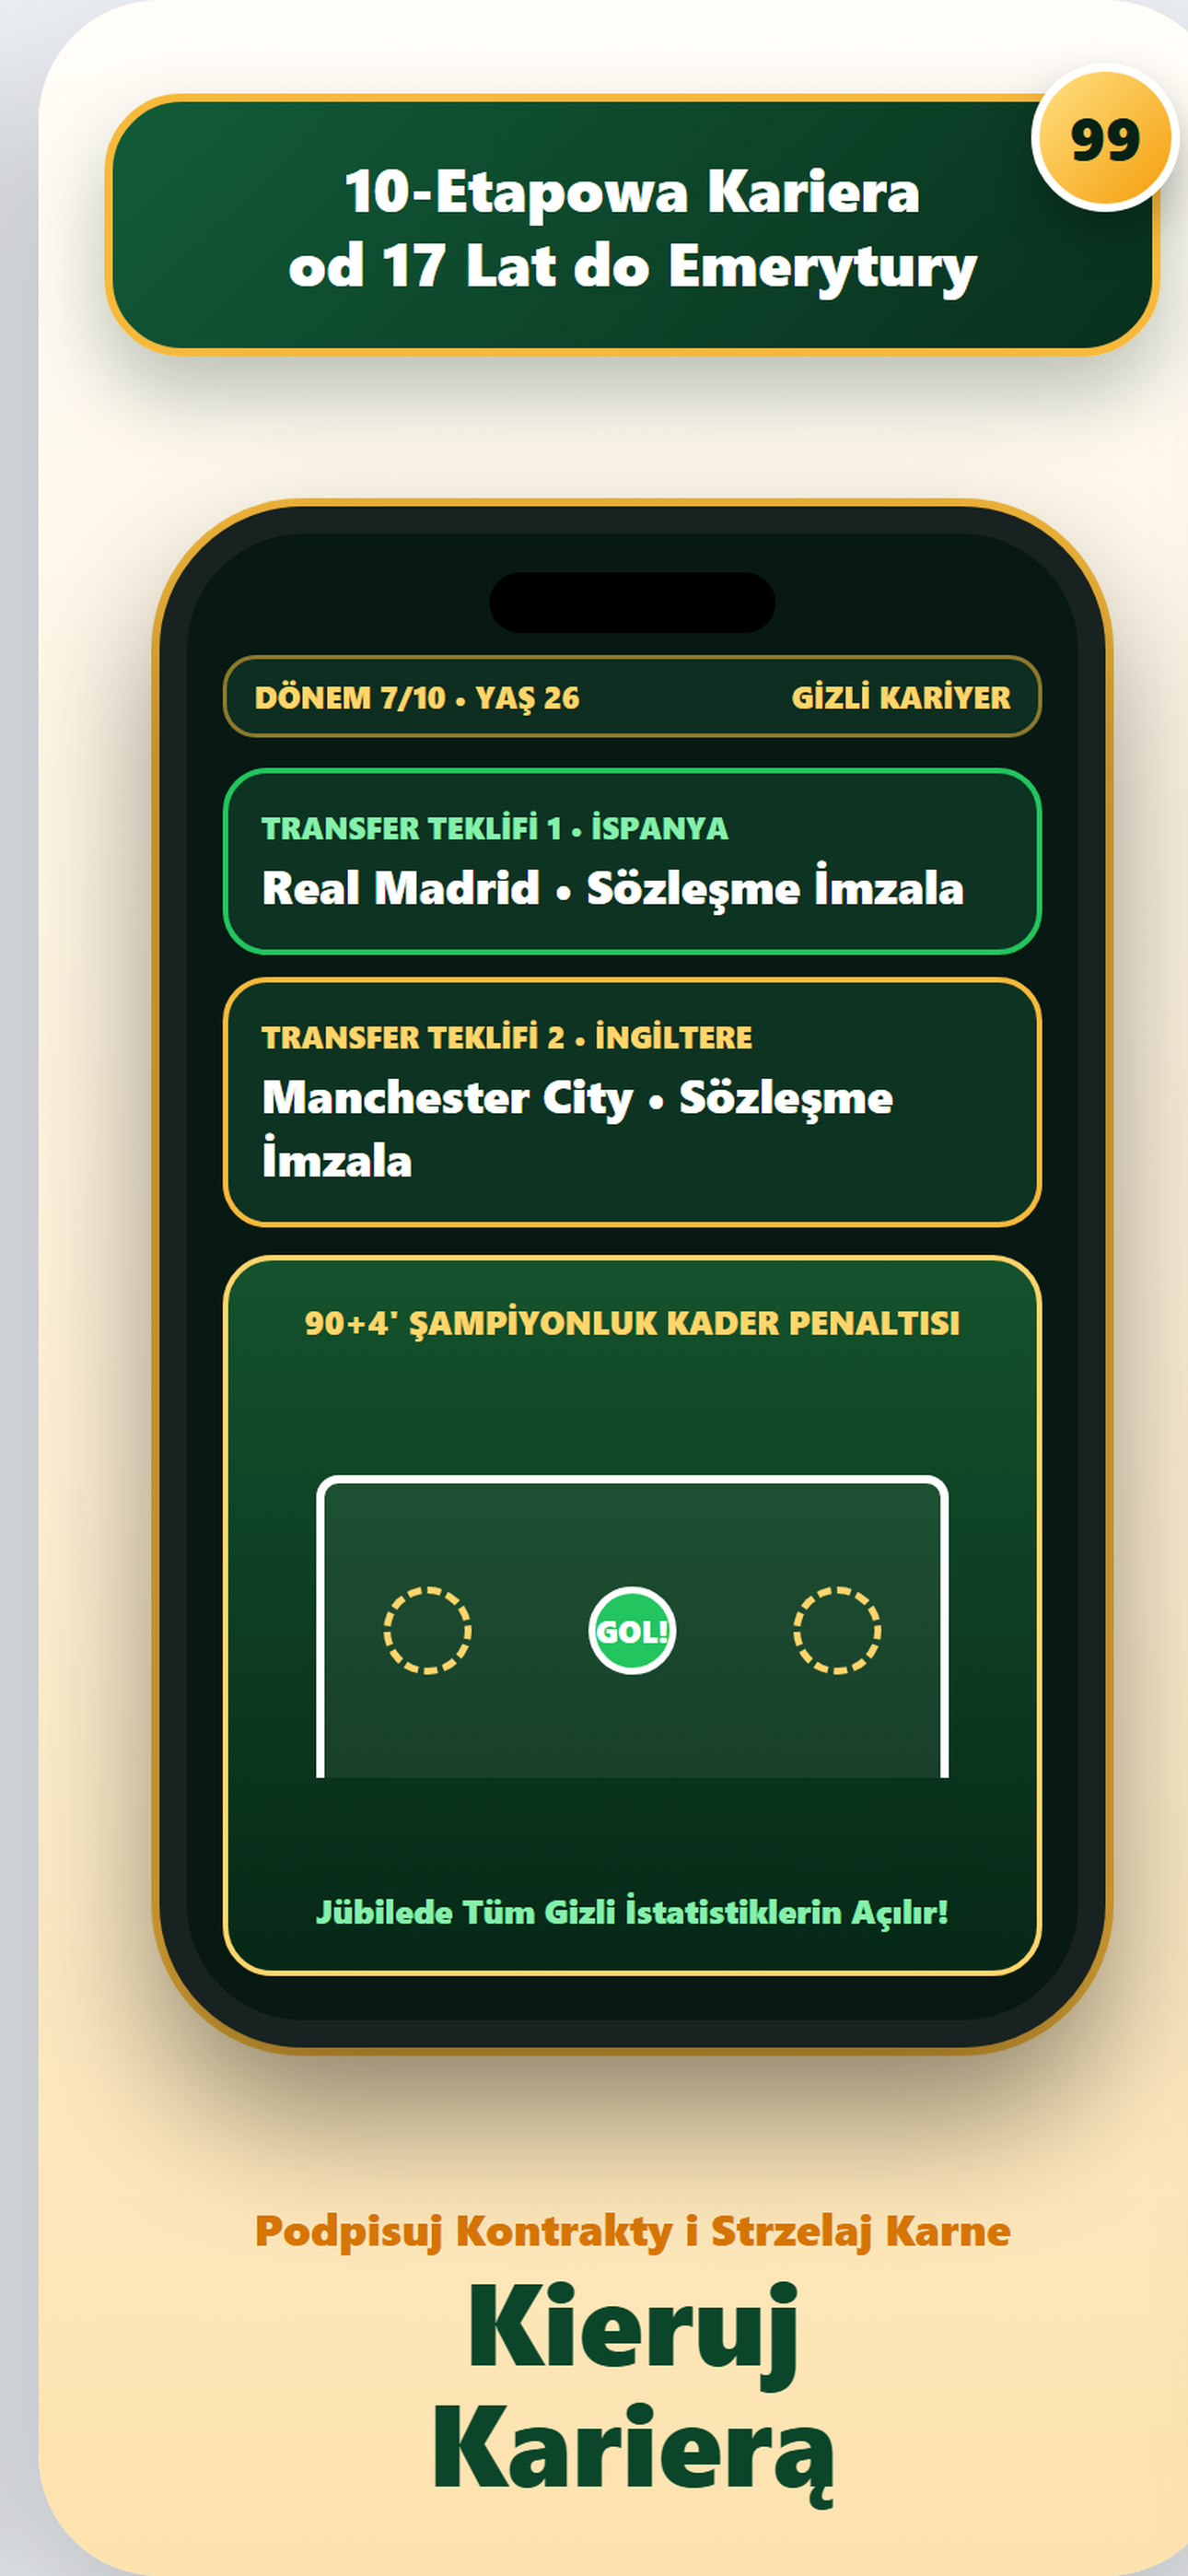 10-Etapowa Kariera
od 17 Lat do Emerytury
99
DÖNEM 7/10 • YAŞ 26
GİZLİ KARİYER
TRANSFER TEKLİFİ 1 • İSPANYA
Real Madrid • Sözleşme İmzala
TRANSFER TEKLİFİ 2 • İNGİLTERE
Manchester City • Sözleşme
İmzala
90+4' ŞAMPİYONLUK KADER PENALTISI
GOL!
Jübilede Tüm Gizli İstatistiklerin Açılır!
Podpisuj Kontrakty i Strzelaj Karne
Kieruj
Karierą